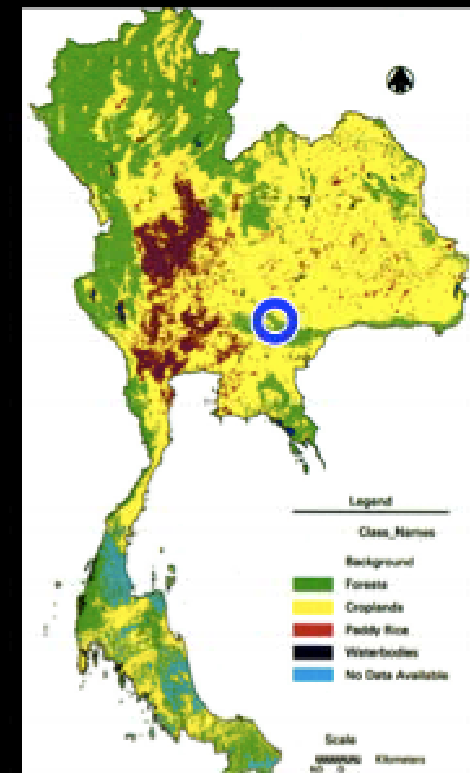 Legend
Class_Names
Background
Forests
Croplands
Paddy Rice
Waterbodies
No Data Available
Scale
Kilometers